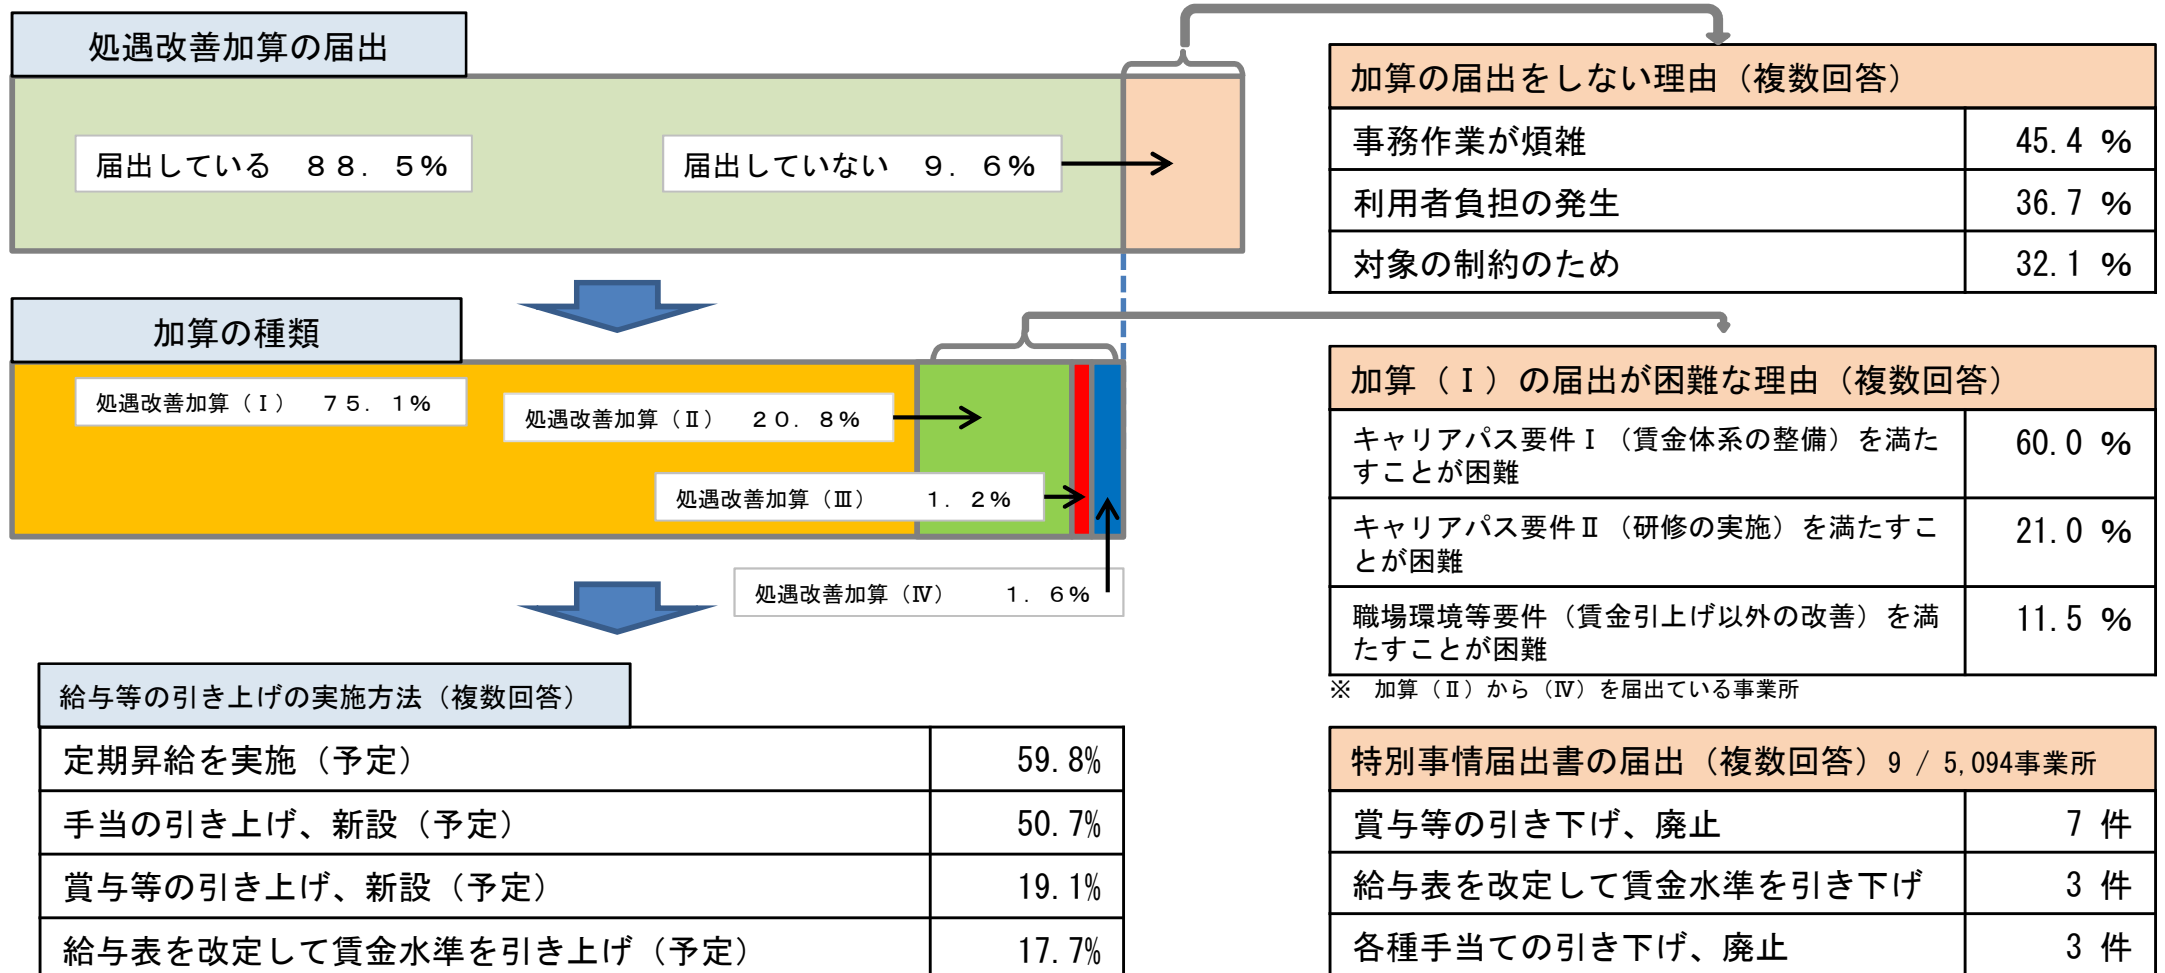 処遇改善加算の届出
届出している　８８．５％
届出していない　９．６％
加算の種類
処遇改善加算（Ⅰ）　７５．１％
処遇改善加算（Ⅱ）　２０．８％
処遇改善加算（Ⅲ）　　１．２％
処遇改善加算（Ⅳ）　　１．６％
給与等の引き上げの実施方法（複数回答）
定期昇給を実施（予定）　59.8%
手当の引き上げ、新設（予定）　50.7%
賞与等の引き上げ、新設（予定）　19.1%
給与表を改定して賃金水準を引き上げ（予定）　17.7%
加算の届出をしない理由（複数回答）
事務作業が煩雑　45.4 %
利用者負担の発生　36.7 %
対象の制約のため　32.1 %
加算（Ⅰ）の届出が困難な理由（複数回答）
キャリアパス要件Ⅰ（賃金体系の整備）を満た　60.0 %
すことが困難
キャリアパス要件Ⅱ（研修の実施）を満たすこ　21.0 %
とが困難
職場環境等要件（賃金引上げ以外の改善）を満　11.5 %
たすことが困難
※　加算（Ⅱ）から（Ⅳ）を届出ている事業所
特別事情届出書の届出（複数回答）9 / 5,094事業所
賞与等の引き下げ、廃止　7 件
給与表を改定して賃金水準を引き下げ　3 件
各種手当ての引き下げ、廃止　3 件